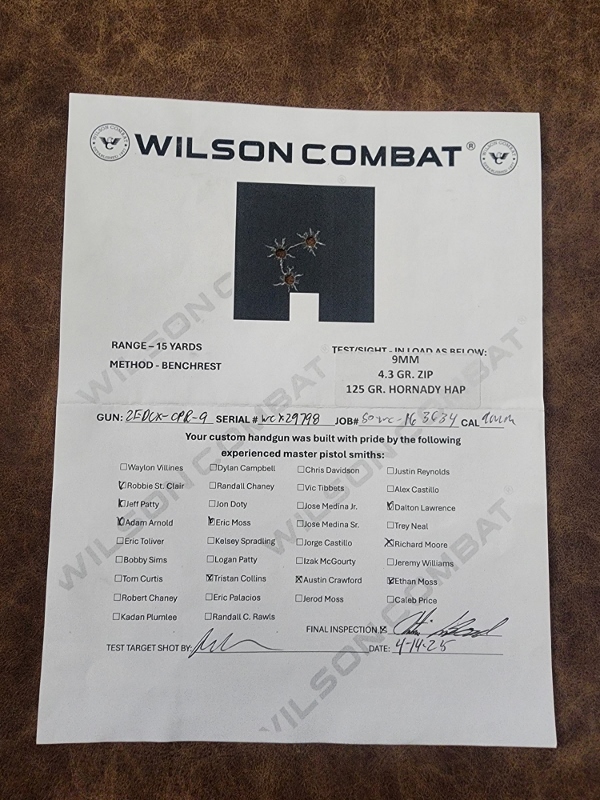 WILSON COMBAT®
RANGE – 15 YARDS
METHOD - BENCHREST
TEST/SIGHT - IN LOAD AS BELOW:
9MM
4.3 GR. ZIP
125 GR. HORNADY HAP
GUN: 2EDCX-CPR-9 SERIAL # WCX29798 JOB# SOWC-163634 CAL 9mm
Your custom handgun was built with pride by the following
experienced master pistol smiths:
Waylon Villines Dylan Campbell Chris Davidson Justin Reynolds
Robbie St. Clair Randall Chaney Vic Tibbets Alex Castillo
Jeff Patty Jon Doty Jose Medina Jr. Dalton Lawrence
Adam Arnold Eric Moss Jose Medina Sr. Trey Neal
Eric Toliver Kelsey Spradling Jorge Castillo Richard Moore
Bobby Sims Logan Patty Izak McGourty Jeremy Williams
Tom Curtis Tristan Collins Austin Crawford Ethan Moss
Robert Chaney Eric Palacios Jerod Moss Caleb Price
Kadan Plumlee Randall C. Rawls
FINAL INSPECTION
TEST TARGET SHOT BY: DATE: 4-14-25